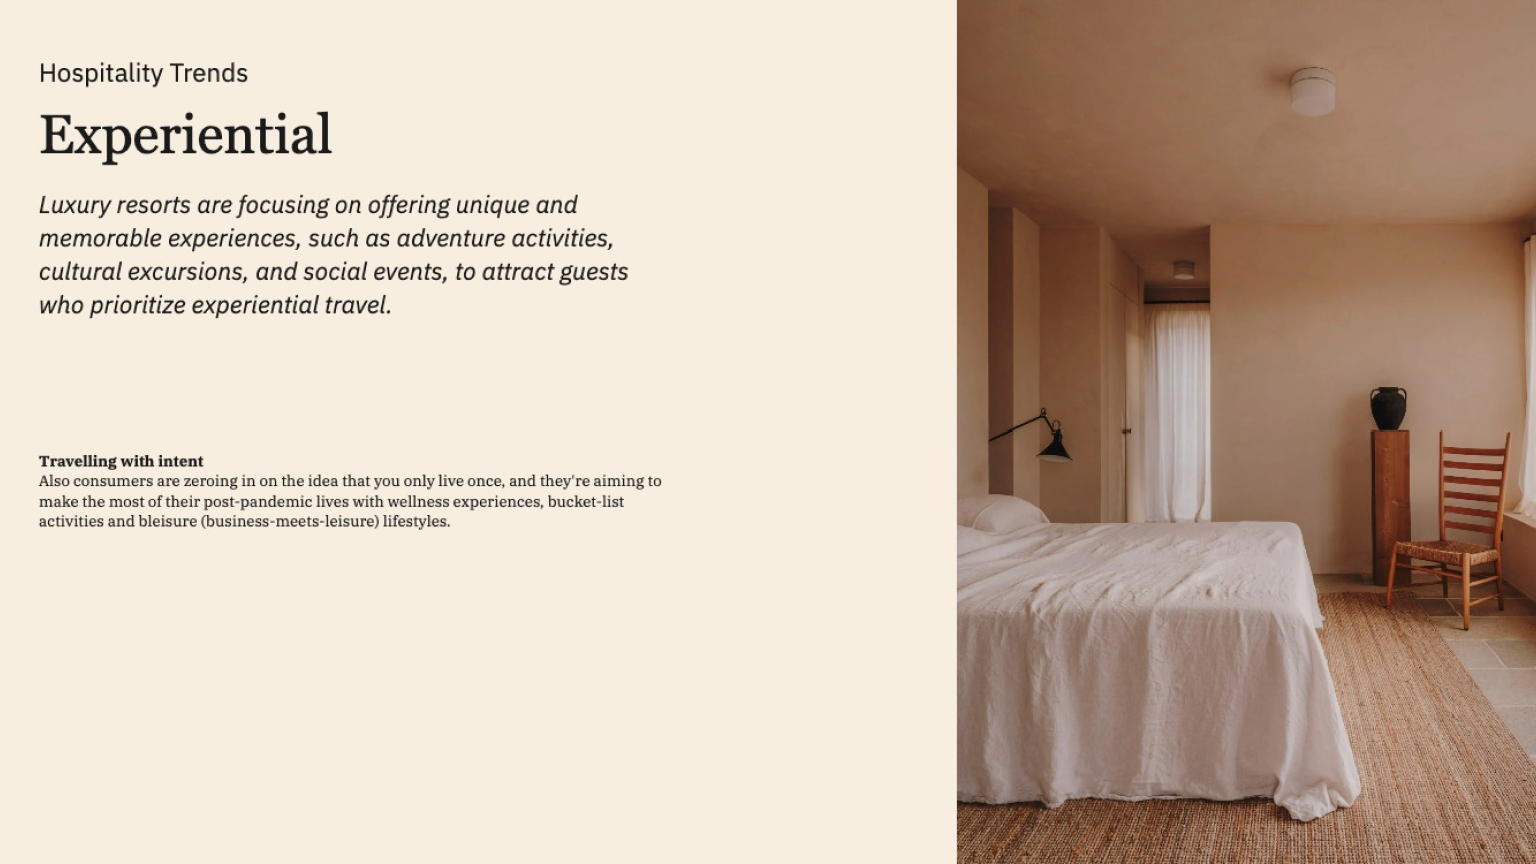 Hospitality Trends
Experiential
Luxury resorts are focusing on offering unique and
memorable experiences, such as adventure activities,
cultural excursions, and social events, to attract guests
who prioritize experiential travel.
Travelling with intent
Also consumers are zeroing in on the idea that you only live once, and they're aiming to
make the most of their post-pandemic lives with wellness experiences, bucket-list
activities and bleisure (business-meets-leisure) lifestyles.